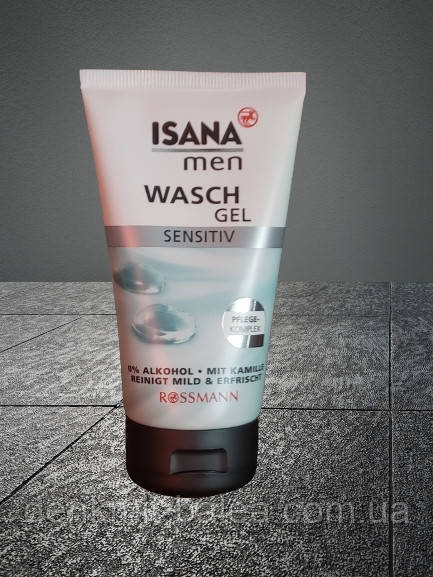 ISANA
men
WASCH
GEL
SENSITIV
PFLEGE-
KOMPLEX
0% ALKOHOL • MIT KAMILLE
REINIGT MILD & ERFRISCHT
ROSSMANN